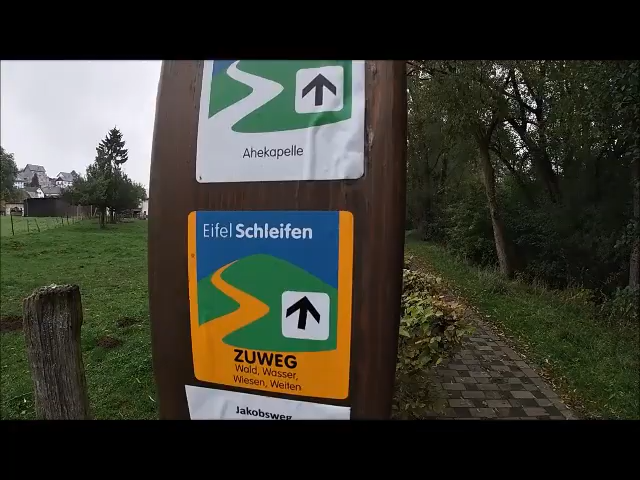 Ahekapelle
Eifel Schleifen
ZUWEG
Wald, Wasser,
Wiesen, Weiten
Jakobsweg